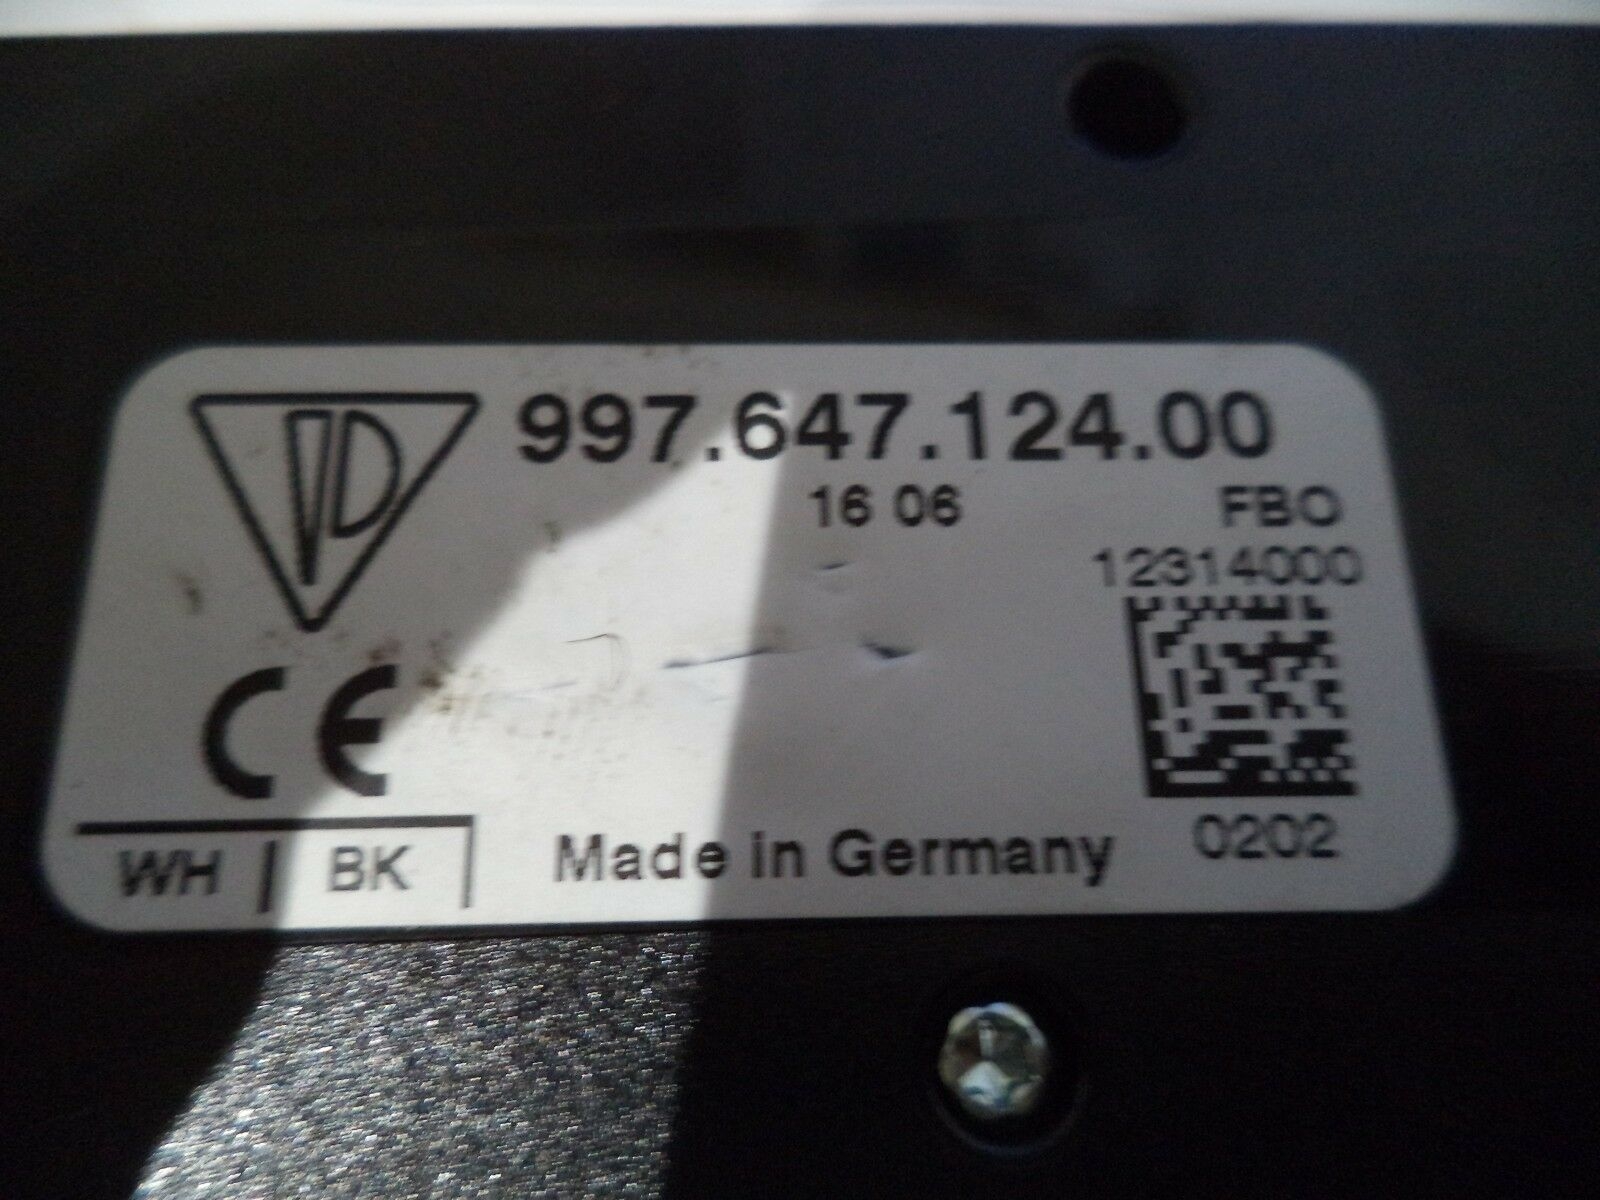 997.647.124.00
16 06 FBO
12314000
CE
WH | BK
Made in Germany
0202